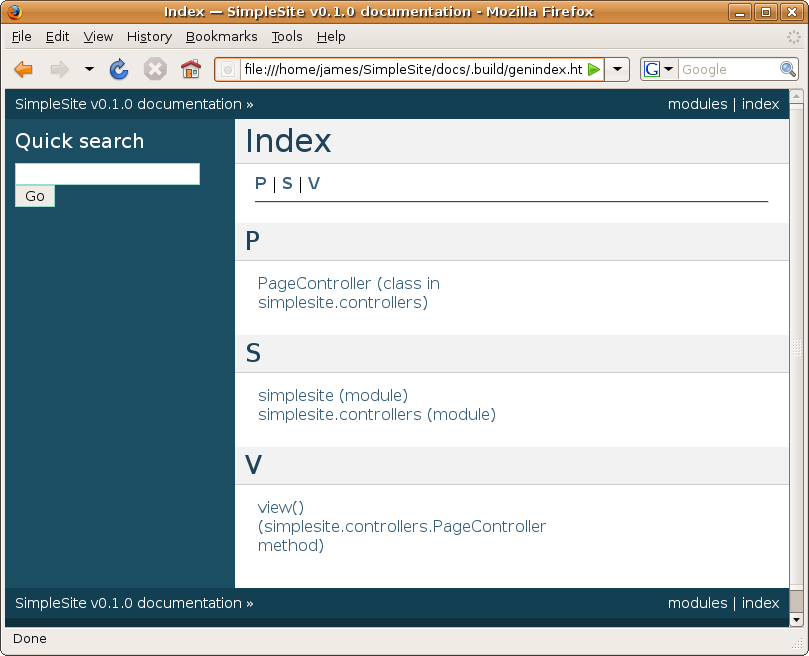 Index — SimpleSite v0.1.0 documentation - Mozilla Firefox
File Edit View History Bookmarks Tools Help
file:///home/james/SimpleSite/docs/.build/genindex.ht
G Google
SimpleSite v0.1.0 documentation »
modules | index
Quick search
Go
Index
P | S | V
P
PageController (class in
simplesite.controllers)
S
simplesite (module)
simplesite.controllers (module)
V
view()
(simplesite.controllers.PageController
method)
SimpleSite v0.1.0 documentation »
modules | index
Done